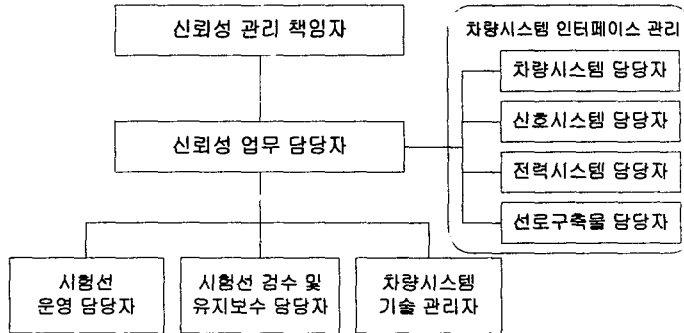 신뢰성 관리 책임자
차량시스템 인터페이스 관리
차량시스템 담당자
신호시스템 담당자
신뢰성 업무 담당자
전력시스템 담당자
선로구축물 담당자
시험선
운영 담당자
시험선 검수 및
유지보수 담당자
차량시스템
기술 관리자